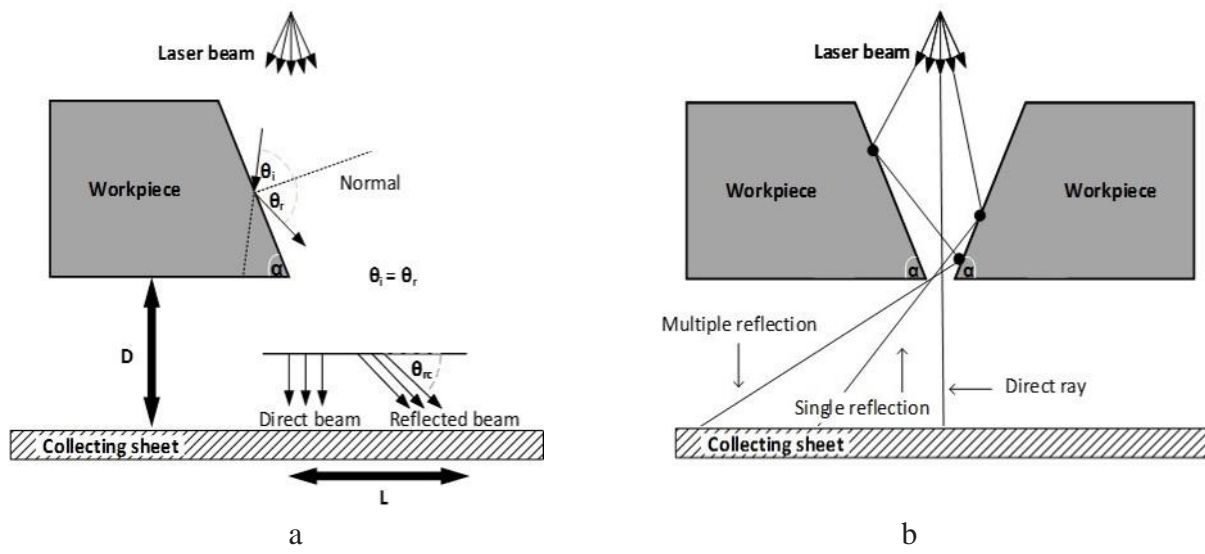 Laser beam
Workpiece
θi
θr
Normal
α
θi = θr
D
θrc
Direct beam
Reflected beam
Collecting sheet
L
a
Laser beam
Workpiece
Workpiece
α
α
Multiple reflection
Single reflection
Direct ray
Collecting sheet
b